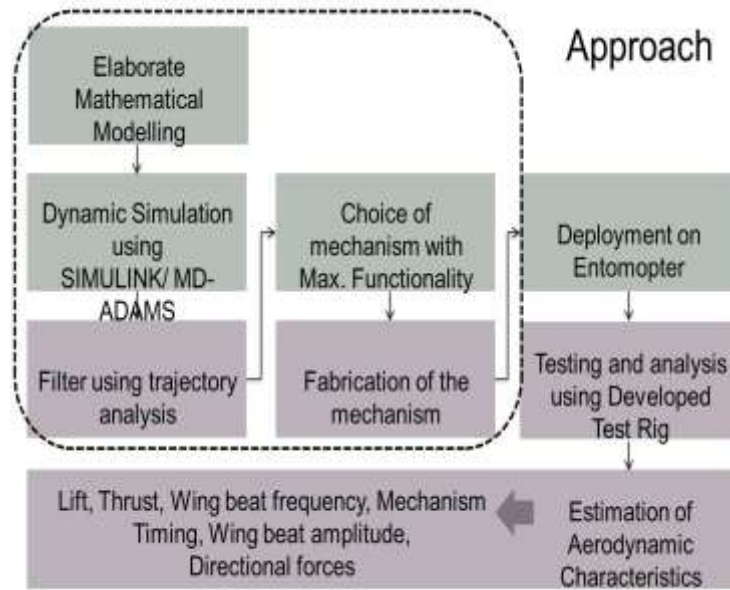 Approach
Elaborate
Mathematical
Modelling
Dynamic Simulation
using
SIMULINK/ MD-
ADAMS
Filter using trajectory
analysis
Choice of
mechanism with
Max. Functionality
Fabrication of the
mechanism
Deployment on
Entomopter
Testing and analysis
using Developed
Test Rig
Estimation of
Aerodynamic
Characteristics
Lift, Thrust, Wing beat frequency, Mechanism
Timing, Wing beat amplitude,
Directional forces